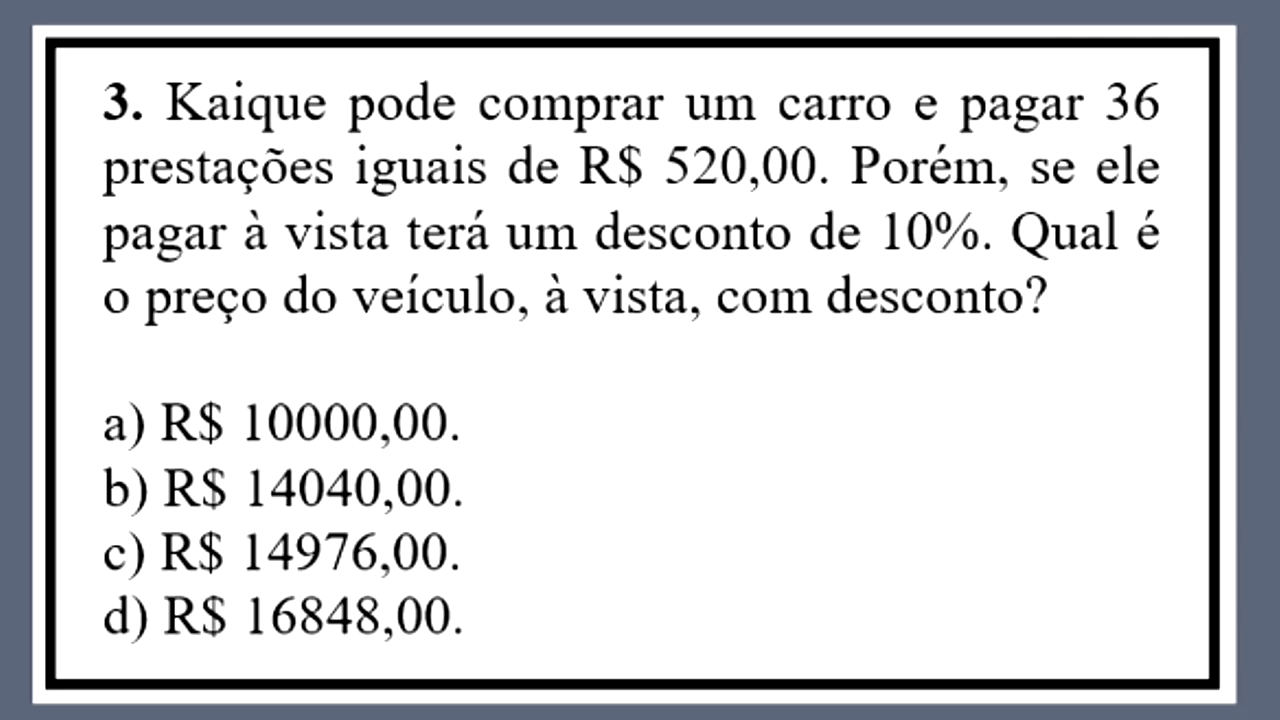 3. Kaique pode comprar um carro e pagar 36
prestações iguais de R$ 520,00. Porém, se ele
pagar à vista terá um desconto de 10%. Qual é
o preço do veículo, à vista, com desconto?
a) R$ 10000,00.
b) R$ 14040,00.
c) R$ 14976,00.
d) R$ 16848,00.